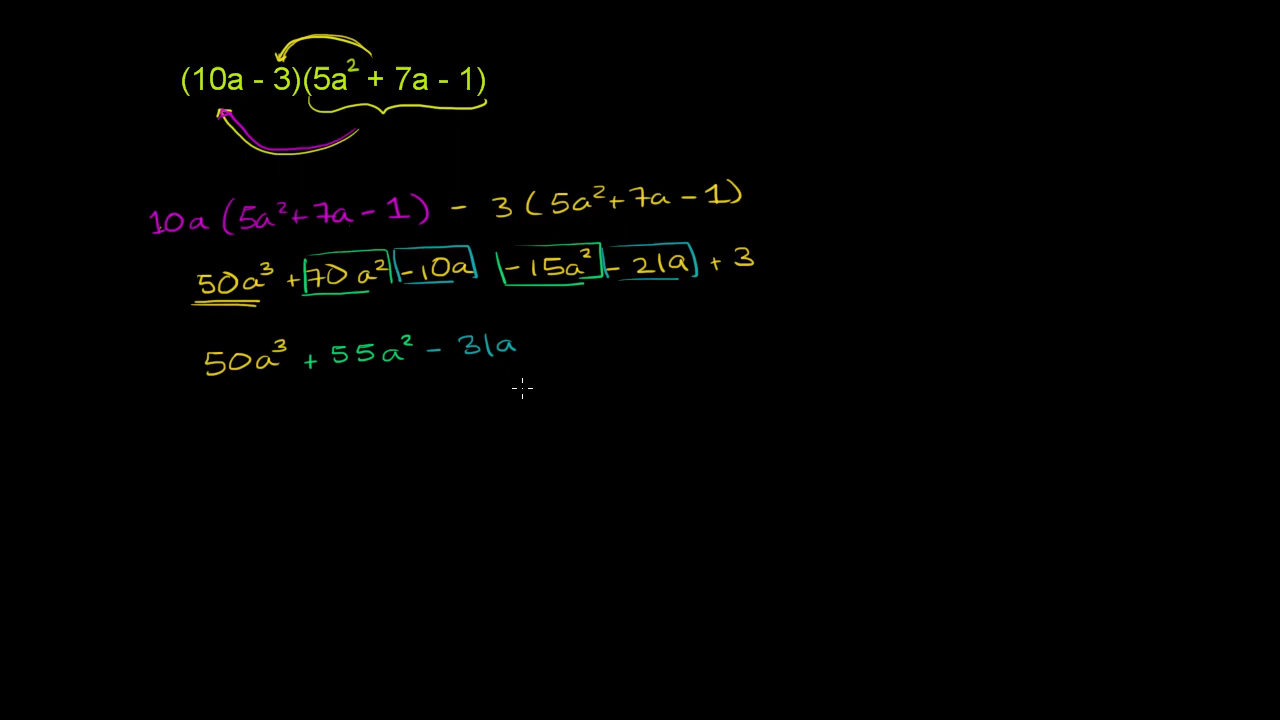 (10a - 3)(5a² + 7a - 1)
10a (5a² + 7a - 1) - 3 (5a² + 7a - 1)
50a³ + 70a² - 10a - 15a² - 21a + 3
50a³ + 55a² - 31a